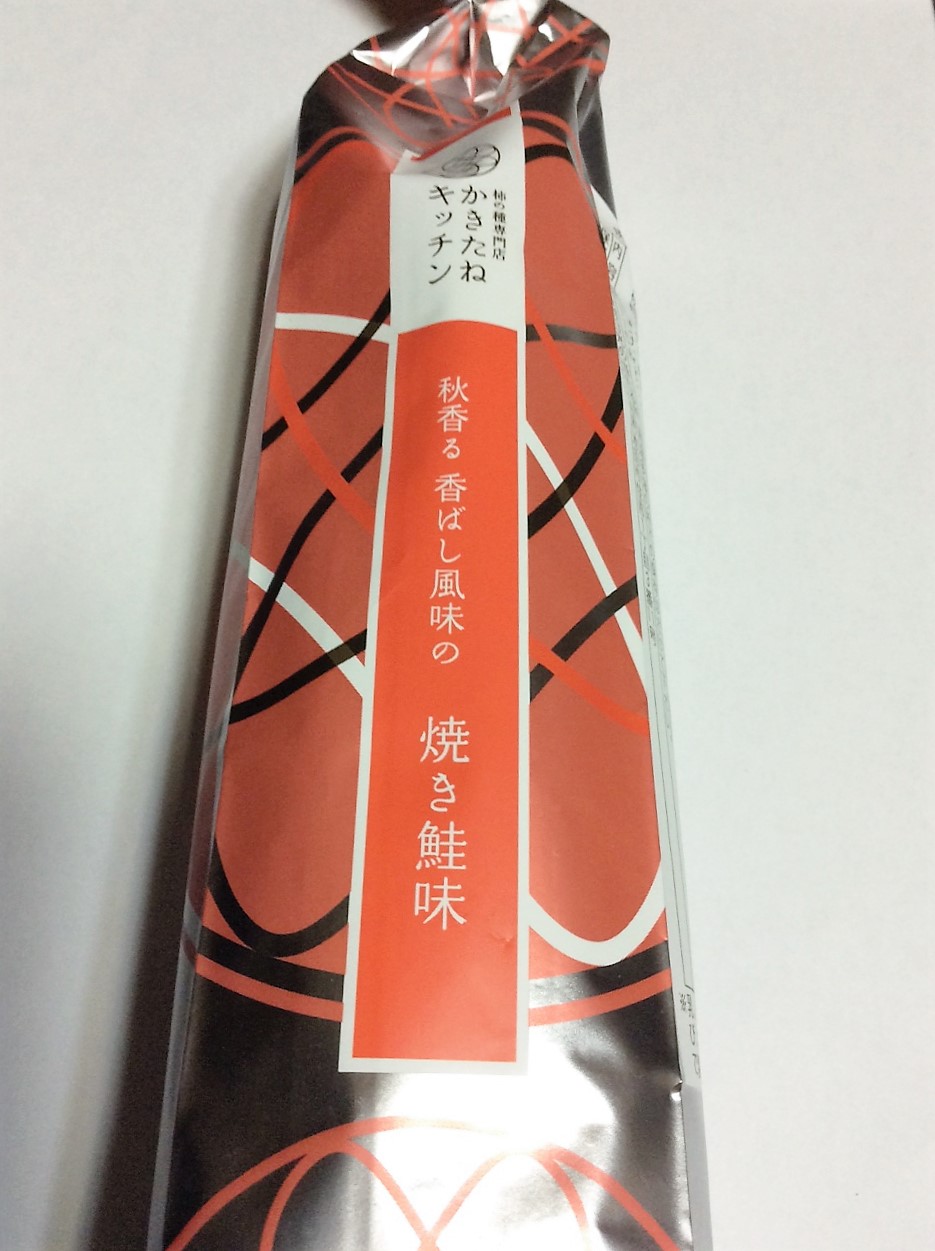 柿の種専門店
かきたね
キッチン
秋香る 香ばし風味の
焼き鮭味